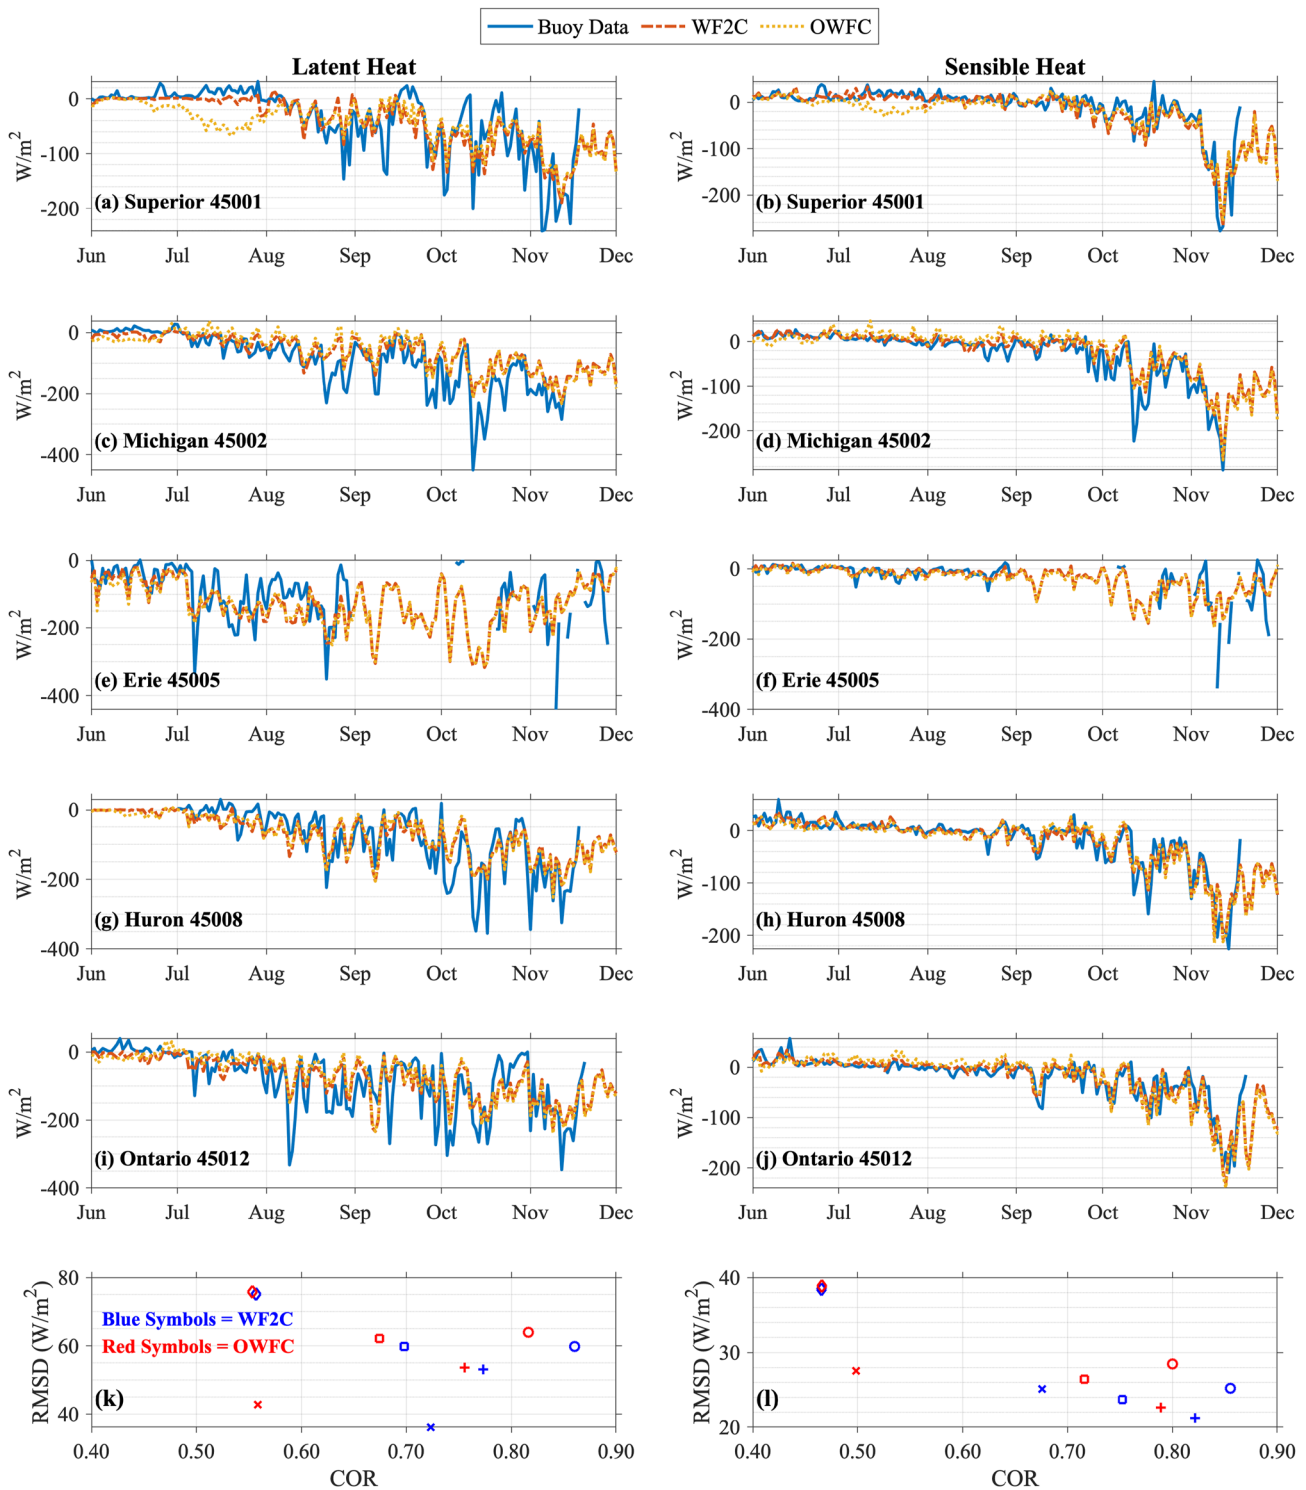 Buoy Data WF2C OWFC
Latent Heat
Sensible Heat
0
-100
-200
W/m2
(a) Superior 45001
Jun Jul Aug Sep Oct Nov Dec
0
-100
-200
W/m2
(b) Superior 45001
Jun Jul Aug Sep Oct Nov Dec
0
-200
-400
W/m2
(c) Michigan 45002
Jun Jul Aug Sep Oct Nov Dec
0
-100
-200
W/m2
(d) Michigan 45002
Jun Jul Aug Sep Oct Nov Dec
0
-200
-400
W/m2
(e) Erie 45005
Jun Jul Aug Sep Oct Nov Dec
0
-200
-400
W/m2
(f) Erie 45005
Jun Jul Aug Sep Oct Nov Dec
0
-200
-400
W/m2
(g) Huron 45008
Jun Jul Aug Sep Oct Nov Dec
0
-100
-200
W/m2
(h) Huron 45008
Jun Jul Aug Sep Oct Nov Dec
0
-200
-400
W/m2
(i) Ontario 45012
Jun Jul Aug Sep Oct Nov Dec
0
-100
-200
W/m2
(j) Ontario 45012
Jun Jul Aug Sep Oct Nov Dec
80
60
40
RMSD (W/m2)
Blue Symbols = WF2C
Red Symbols = OWFC
(k)
0.40 0.50 0.60 0.70 0.80 0.90
COR
40
30
20
RMSD (W/m2)
(l)
0.40 0.50 0.60 0.70 0.80 0.90
COR